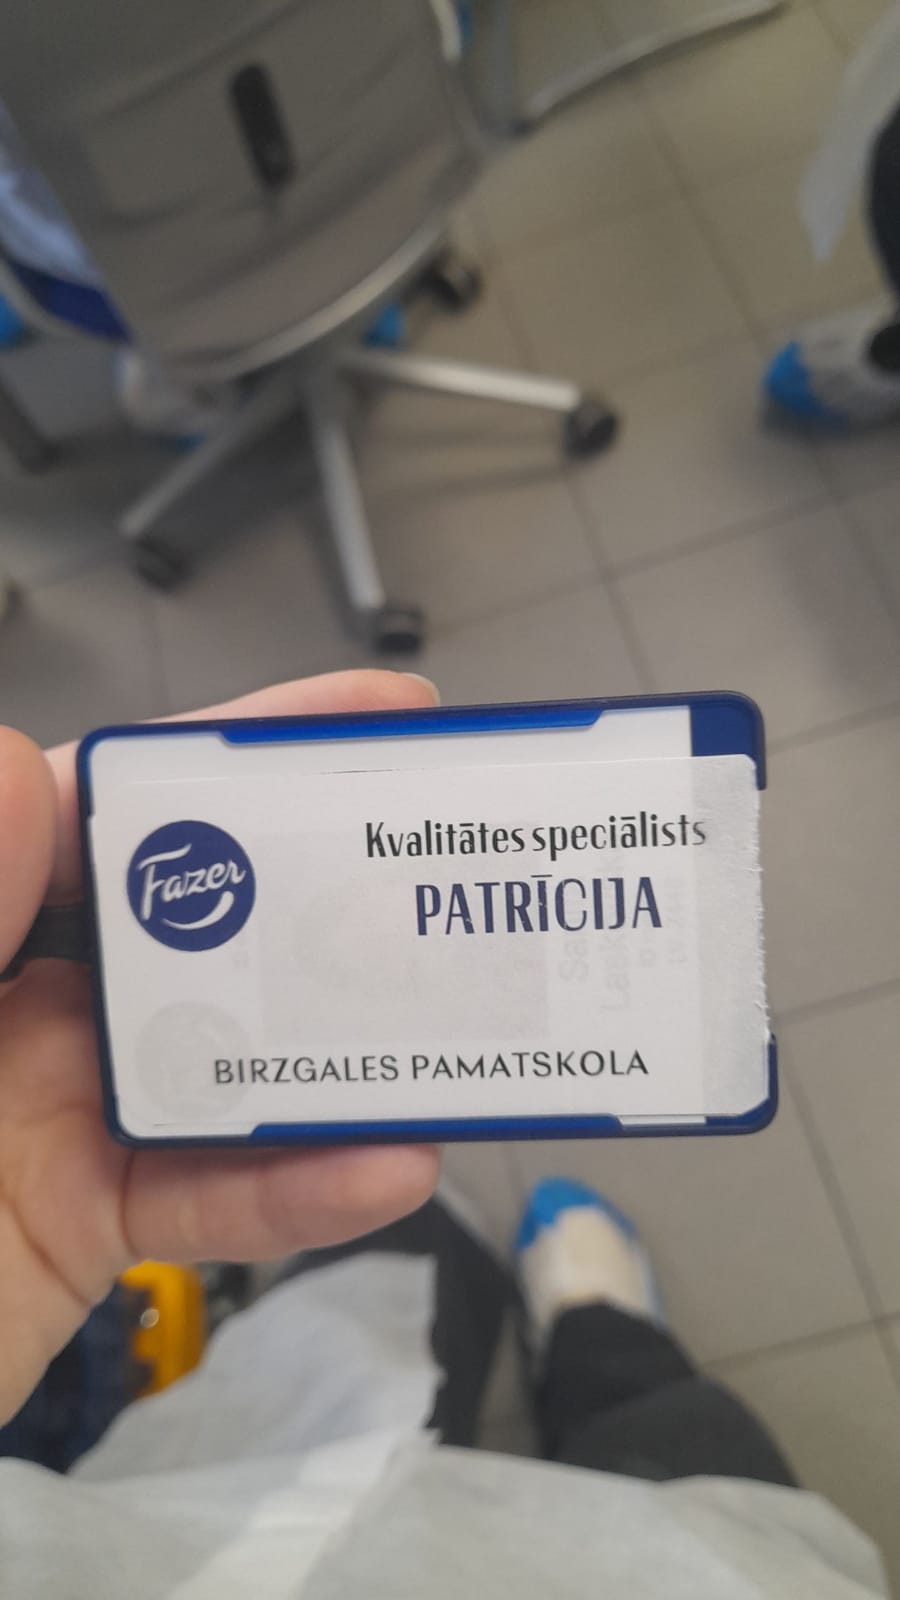 Fazer
Kvalitātes speciālists
PATRĪCIJA
BIRZGALES PAMATSKOLA